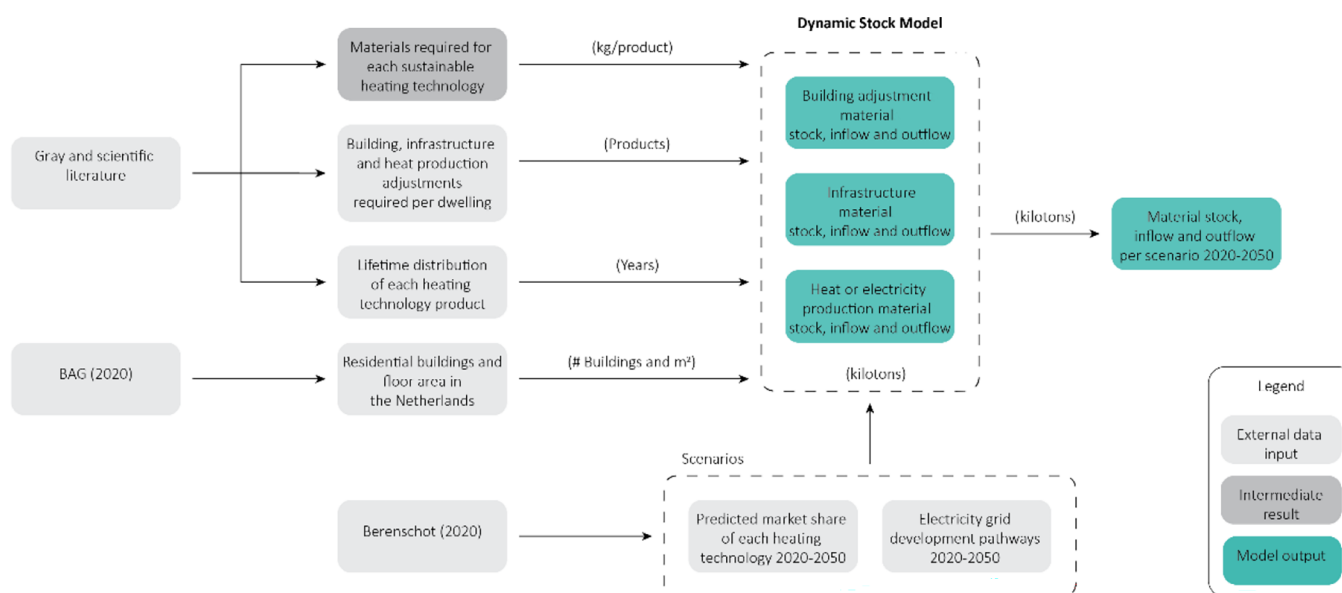 Dynamic Stock Model
Materials required for
each sustainable
heating technology
(kg/product)
Building adjustment
material
stock, inflow and outflow
Gray and scientific
literature
Building, infrastructure
and heat production
adjustments
required per dwelling
(Products)
Infrastructure
material
stock, inflow and outflow
(kilotons)
Material stock,
inflow and outflow
per scenario 2020-2050
Lifetime distribution
of each heating
technology product
(Years)
Heat or electricity
production material
stock, inflow and outflow
BAG (2020)
Residential buildings and
floor area in
the Netherlands
(# Buildings and m²)
(kilotons)
Legend
External data
input
Intermediate
result
Model output
Scenarios
Berenschot (2020)
Predicted market share
of each heating
technology 2020-2050
Electricity grid
development pathways
2020-2050